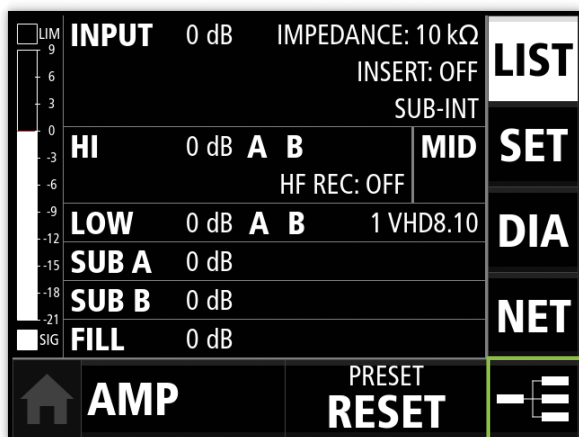 LIM
9
6
3
0
-3
-6
-9
-12
-15
-18
-21
SIG
INPUT 0 dB IMPEDANCE: 10 kΩ
INSERT: OFF
SUB-INT
HI 0 dB A B MID
HF REC: OFF
LOW 0 dB A B 1 VHD8.10
SUB A 0 dB
SUB B 0 dB
FILL 0 dB
LIST
SET
DIA
NET
AMP
PRESET
RESET